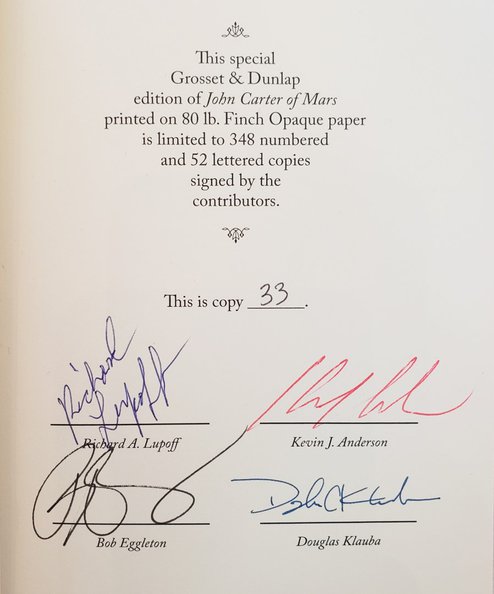 This special
Grosset & Dunlap
edition of John Carter of Mars
printed on 80 lb. Finch Opaque paper
is limited to 348 numbered
and 52 lettered copies
signed by the
contributors.
This is copy 33.
Richard Lupoff
Richard A. Lupoff
Kevin J. Anderson
Bob Eggleton
Douglas Klauba